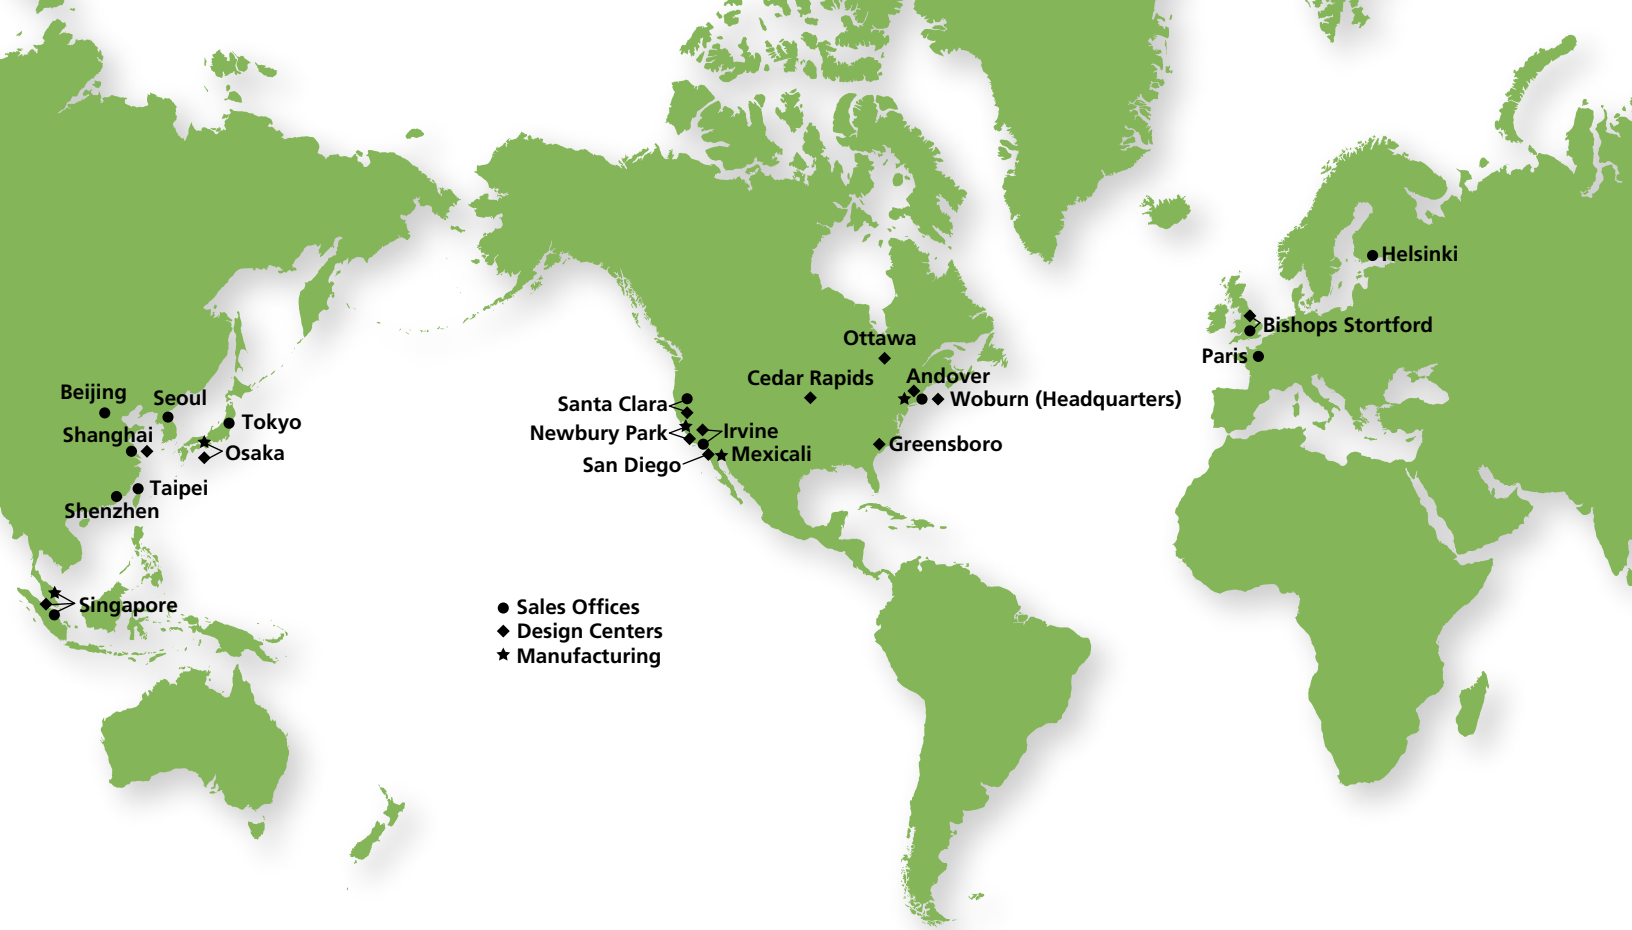 Helsinki
Bishops Stortford
Paris
Ottawa
Cedar Rapids
Andover
Woburn (Headquarters)
Santa Clara
Newbury Park
Irvine
Greensboro
San Diego
Mexicali
Beijing
Seoul
Tokyo
Shanghai
Osaka
Taipei
Shenzhen
Singapore
Sales Offices
Design Centers
Manufacturing